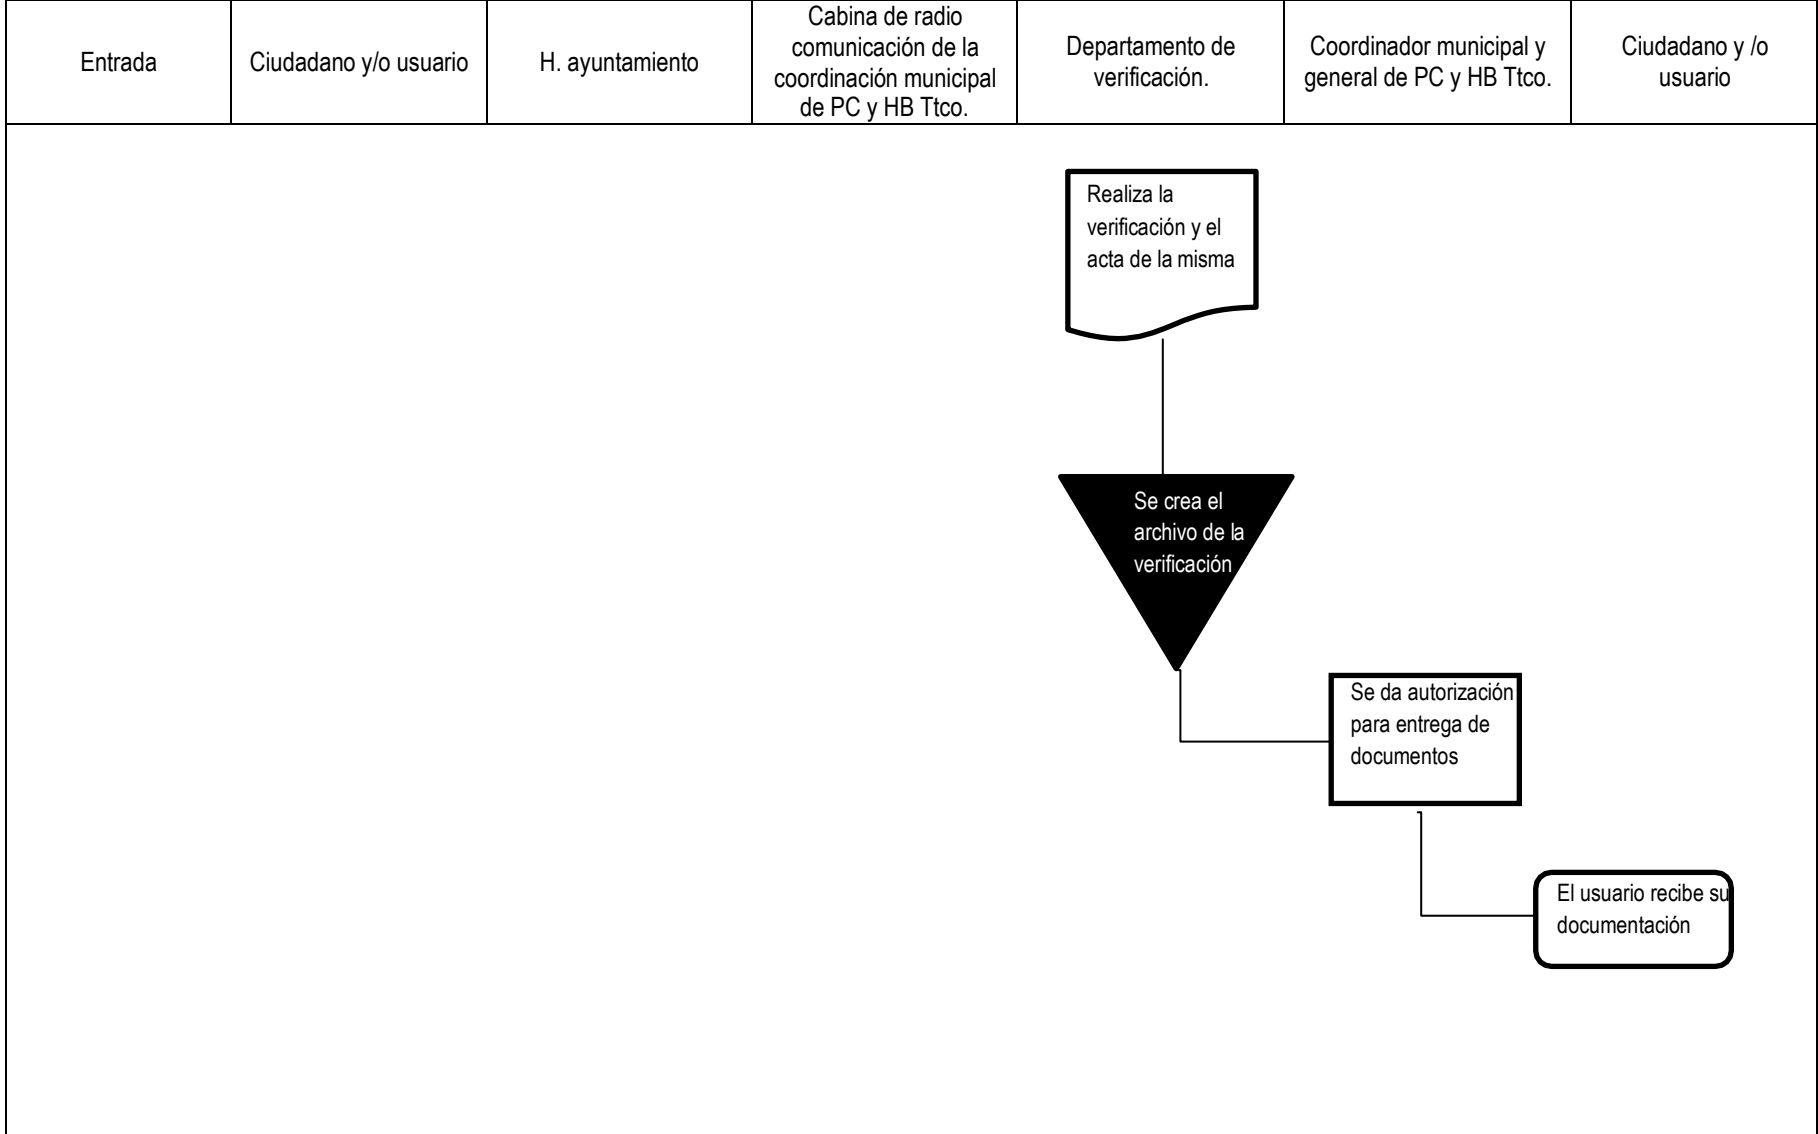 Entrada
Ciudadano y/o usuario
H. ayuntamiento
Cabina de radio
comunicación de la
coordinación municipal
de PC y HB Ttco.
Departamento de
verificación.
Coordinador municipal y
general de PC y HB Ttco.
Ciudadano y /o
usuario
Realiza la
verificación y el
acta de la misma
Se crea el
archivo de la
verificación
Se da autorización
para entrega de
documentos
El usuario recibe su
documentación